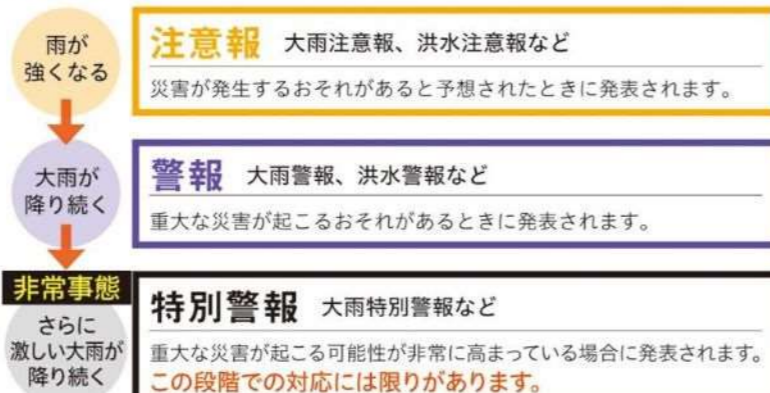 雨が
強くなる
注意報 大雨注意報、洪水注意報など
災害が発生するおそれがあると予想されたときに発表されます。
大雨が
降り続く
警報 大雨警報、洪水警報など
重大な災害が起こるおそれがあるときに発表されます。
非常事態
さらに
激しい大雨が
降り続く
特別警報 大雨特別警報など
重大な災害が起こる可能性が非常に高まっている場合に発表されます。
この段階での対応には限りがあります。